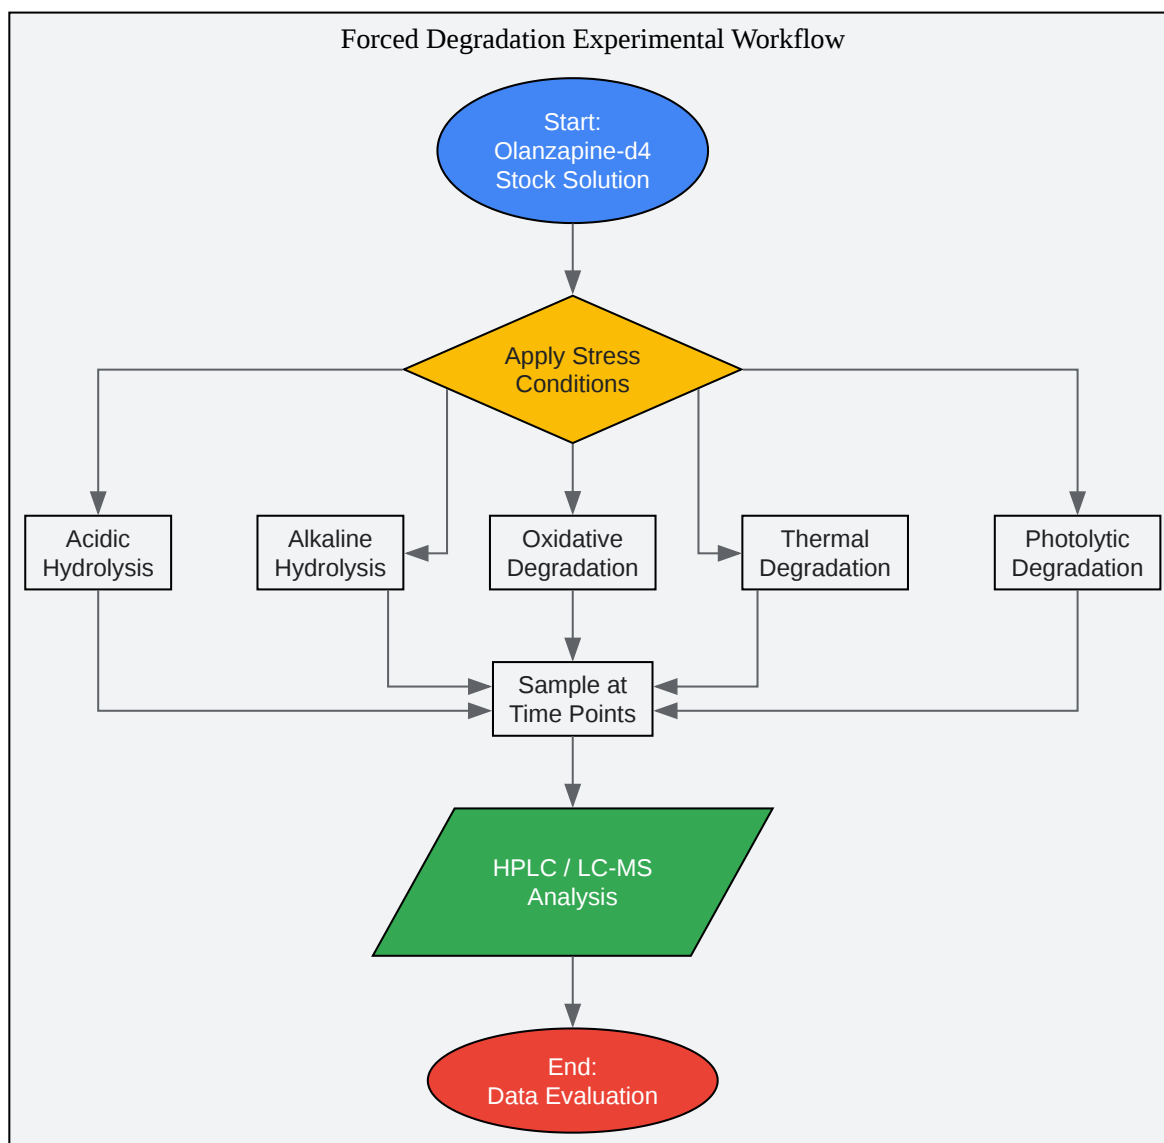 Forced Degradation Experimental Workflow
Start:
Olanzapine-d4
Stock Solution
Apply Stress
Conditions
Acidic
Hydrolysis
Alkaline
Hydrolysis
Oxidative
Degradation
Thermal
Degradation
Photolytic
Degradation
Sample at
Time Points
HPLC / LC-MS
Analysis
End:
Data Evaluation